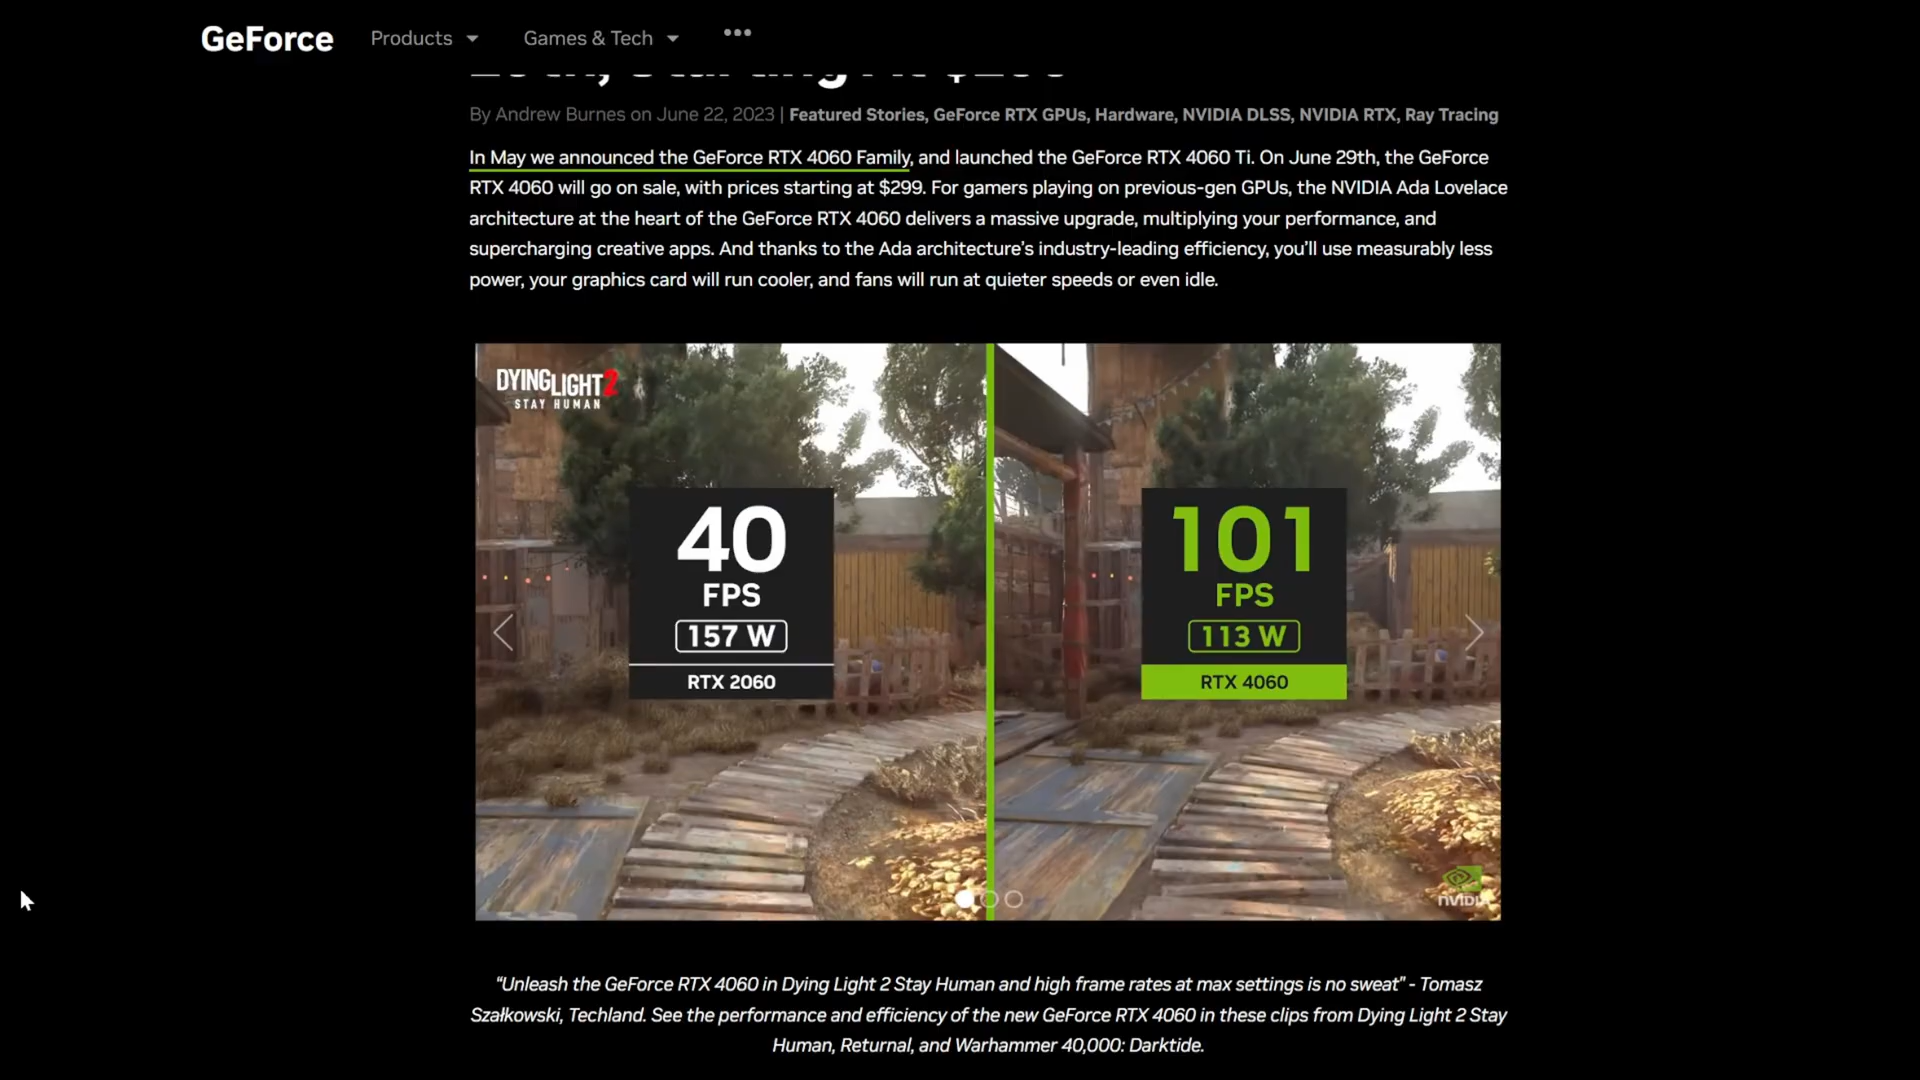 GeForce
Products
Games & Tech
By Andrew Burnes on June 22, 2023 | Featured Stories, GeForce RTX GPUs, Hardware, NVIDIA DLSS, NVIDIA RTX, Ray Tracing
In May we announced the GeForce RTX 4060 Family, and launched the GeForce RTX 4060 Ti. On June 29th, the GeForce
RTX 4060 will go on sale, with prices starting at $299. For gamers playing on previous-gen GPUs, the NVIDIA Ada Lovelace
architecture at the heart of the GeForce RTX 4060 delivers a massive upgrade, multiplying your performance, and
supercharging creative apps. And thanks to the Ada architecture's industry-leading efficiency, you'll use measurably less
power, your graphics card will run cooler, and fans will run at quieter speeds or even idle.
DYING LIGHT 2
STAY HUMAN
40
FPS
157 W
RTX 2060
101
FPS
113 W
RTX 4060
NVIDIA
“Unleash the GeForce RTX 4060 in Dying Light 2 Stay Human and high frame rates at max settings is no sweat” - Tomasz
Szałkowski, Techland. See the performance and efficiency of the new GeForce RTX 4060 in these clips from Dying Light 2 Stay
Human, Returnal, and Warhammer 40,000: Darktide.